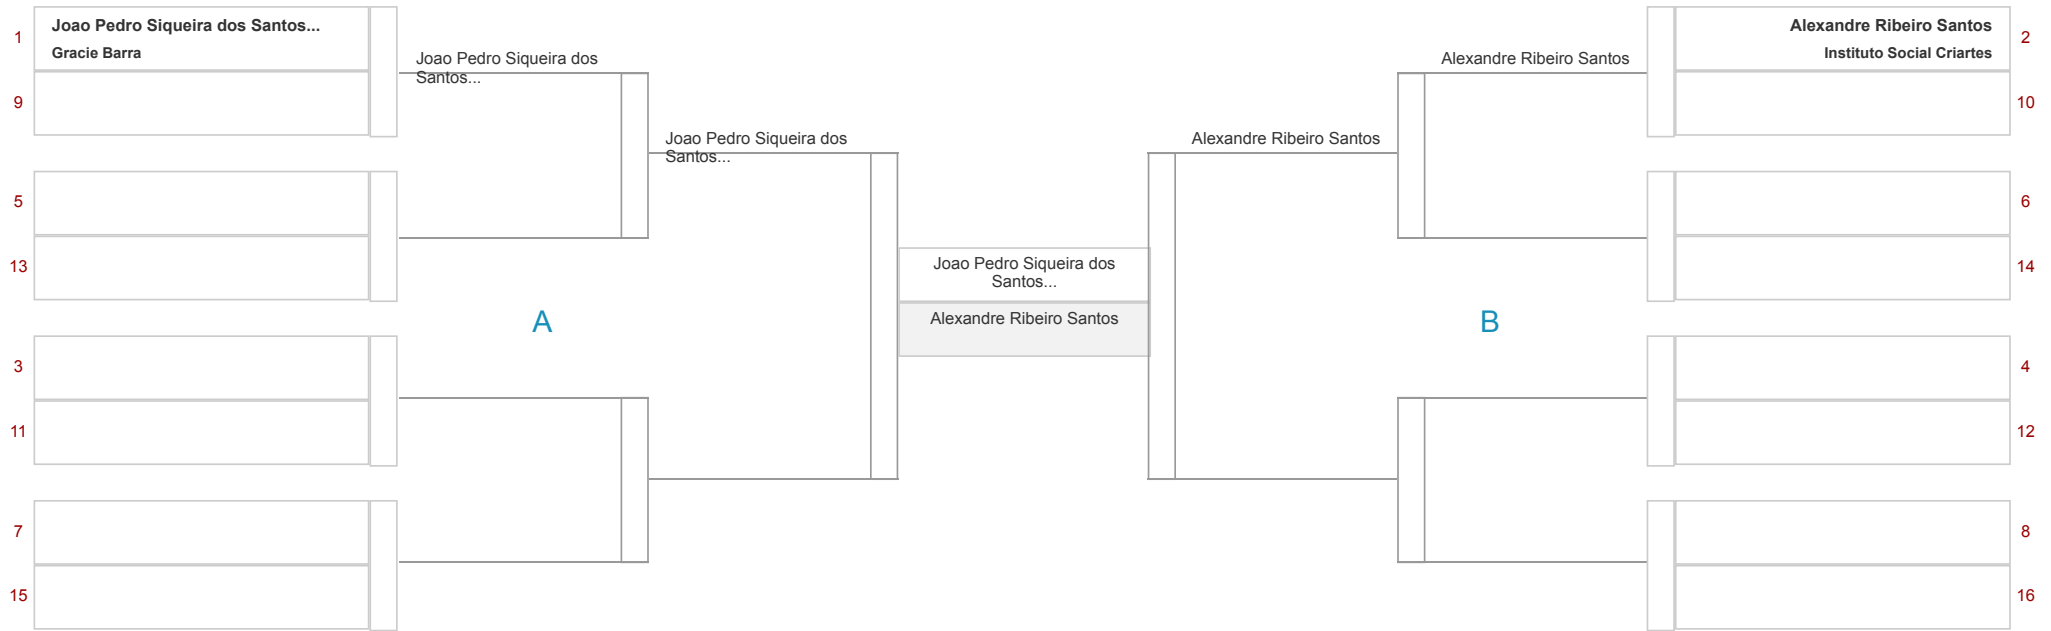 1
Joao Pedro Siqueira dos Santos...
Gracie Barra
9
5
13
3
11
7
15
Joao Pedro Siqueira dos
Santos...
Joao Pedro Siqueira dos
Santos...
A
Joao Pedro Siqueira dos
Santos...
Alexandre Ribeiro Santos
B
Alexandre Ribeiro Santos
Alexandre Ribeiro Santos
Alexandre Ribeiro Santos
Instituto Social Criartes
2
10
6
14
4
12
8
16